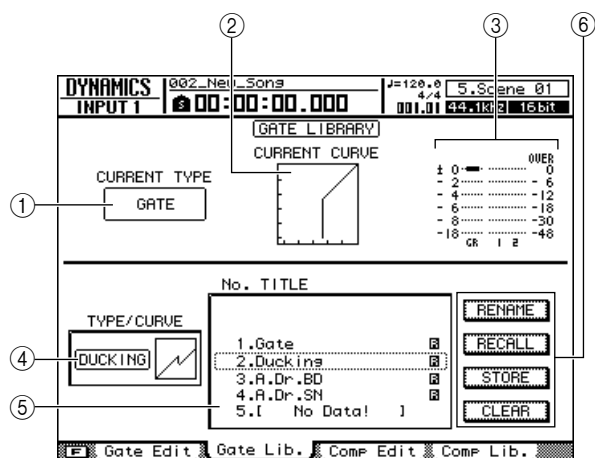 ② ③ ⑥
DYNAMICS 002_New_Song J=120.0 5.Scene 01
INPUT 1 S 00:00:00.000 4/4 001.01 44.1kHz 16bit
GATE LIBRARY
CURRENT CURVE
CURRENT TYPE
① GATE
OVER
± 0 0
- 2 - 6
- 4 -12
- 6 -18
- 8 -30
-18 -48
GR 1 2
No. TITLE
TYPE/CURVE
④ DUCKING
⑤
1.Gate R
2.Ducking R
3.A.Dr.BD R
4.A.Dr.SN R
5.[ No Data! ]
RENAME
RECALL
STORE
CLEAR
F Gate Edit Gate Lib. Comp Edit Comp Lib.